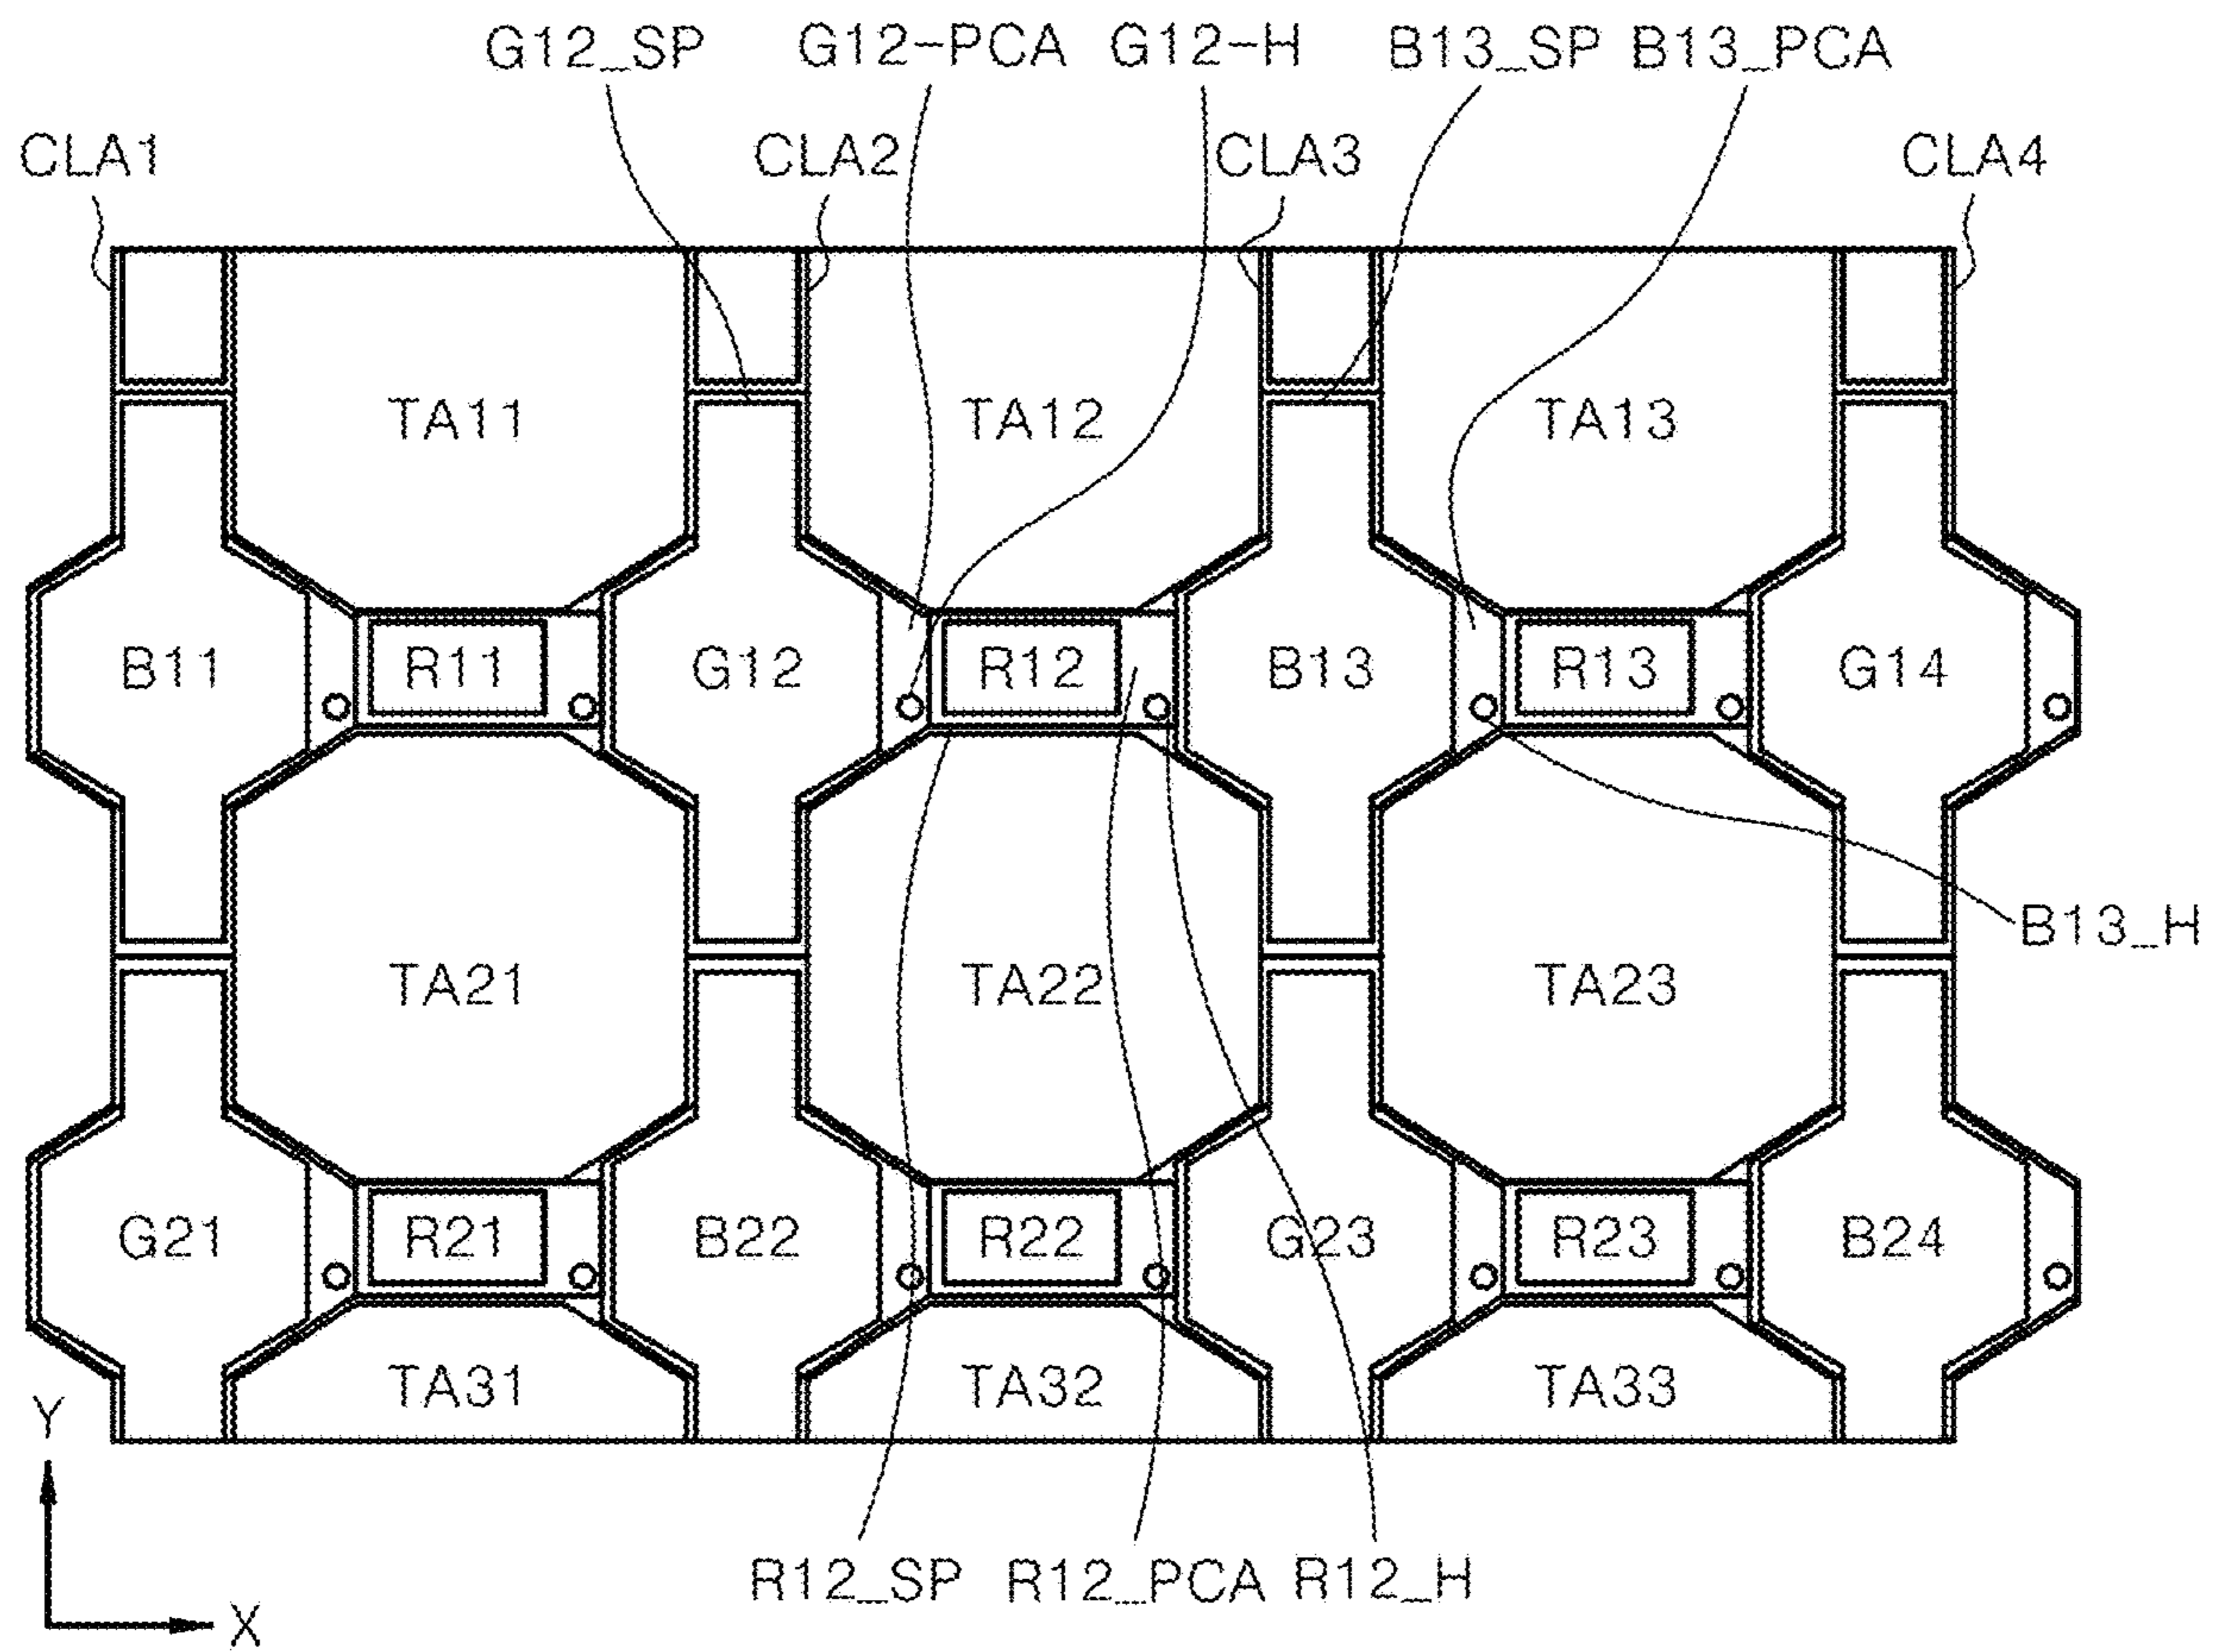 G12_SP G12-PCA G12-H B13_SP B13_PCA
CLA1 CLA2 CLA3 CLA4
TA11 TA12 TA13
B11 R11 G12 R12 B13 R13 G14
B13_H
TA21 TA22 TA23
G21 R21 B22 R22 G23 R23 B24
TA31 TA32 TA33
Y
R12_SP R12_PCA R12_H
X